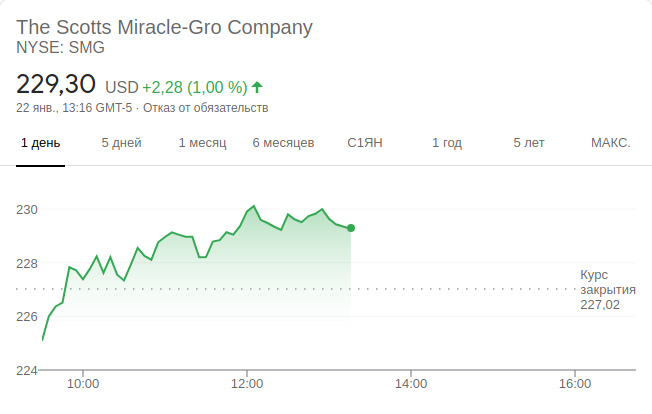 The Scotts Miracle-Gro Company
NYSE: SMG
229,30 USD +2,28 (1,00 %)
22 янв., 13:16 GMT-5 · Отказ от обязательств
1 день 5 дней 1 месяц 6 месяцев С1ЯН 1 год 5 лет МАКС.
230
228
Курс
закрытия
227,02
226
224
10:00 12:00 14:00 16:00